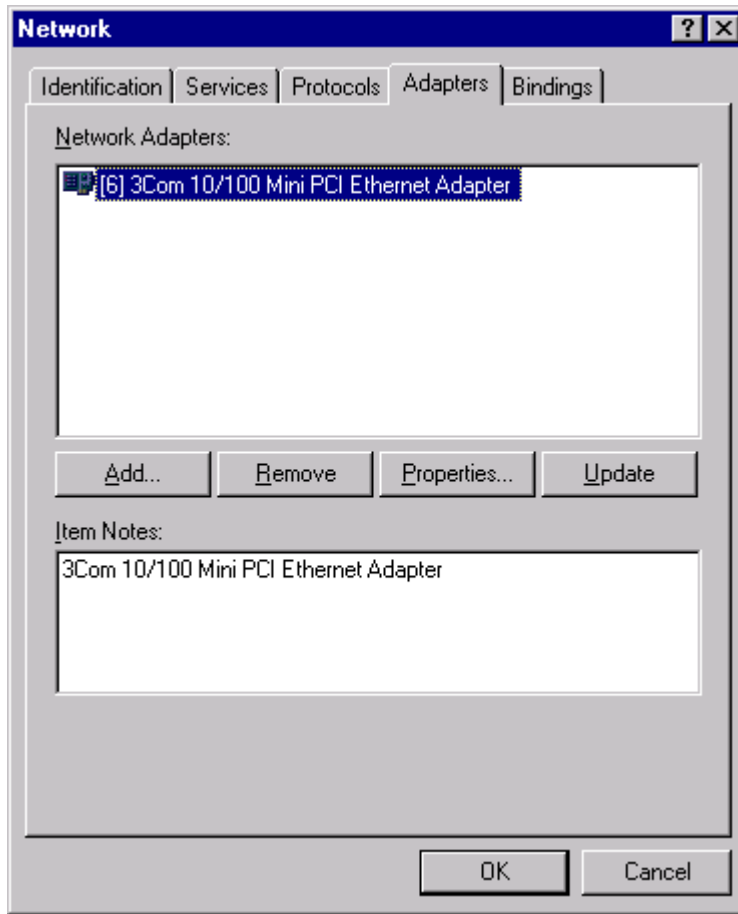 Network
Identification Services Protocols Adapters Bindings
Network Adapters:
[6] 3Com 10/100 Mini PCI Ethernet Adapter
Add... Remove Properties... Update
Item Notes:
3Com 10/100 Mini PCI Ethernet Adapter
OK Cancel